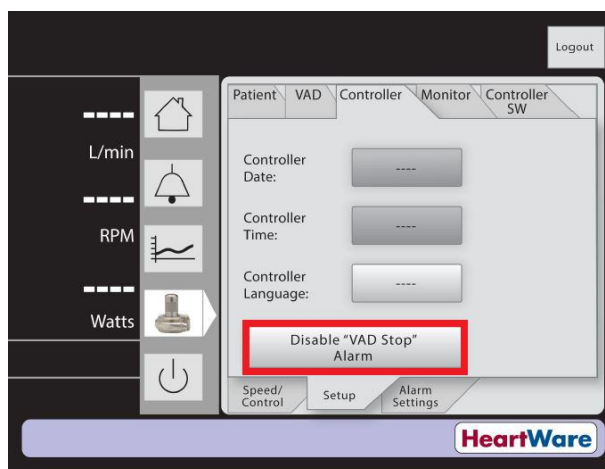 Logout
Patient VAD Controller Monitor Controller
SW
----
L/min
----
RPM
----
Watts
Controller
Date:
----
Controller
Time:
----
Controller
Language:
----
Disable "VAD Stop"
Alarm
Speed/
Control
Setup
Alarm
Settings
HeartWare